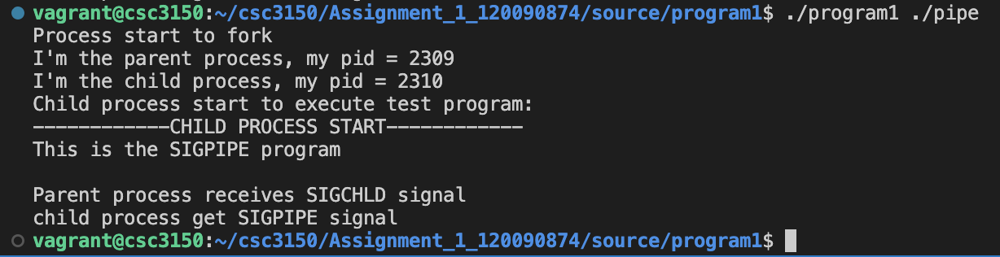 vagrant@csc3150:~/csc3150/Assignment_1_120090874/source/program1$ ./program1 ./pipe
Process start to fork
I'm the parent process, my pid = 2309
I'm the child process, my pid = 2310
Child process start to execute test program:
------------CHILD PROCESS START------------
This is the SIGPIPE program

Parent process receives SIGCHLD signal
child process get SIGPIPE signal
vagrant@csc3150:~/csc3150/Assignment_1_120090874/source/program1$